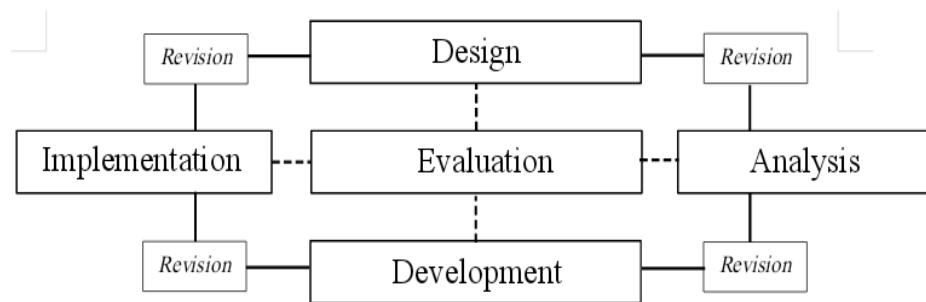 Design
Revision
Revision
Implementation
Evaluation
Analysis
Revision
Revision
Development